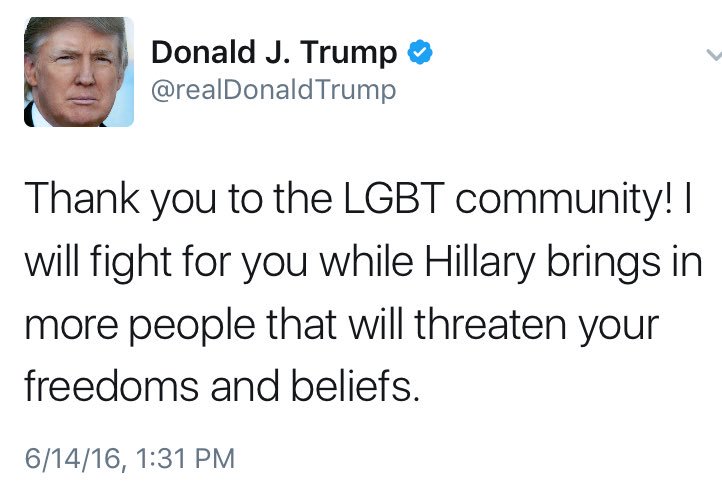 Donald J. Trump
@realDonaldTrump
Thank you to the LGBT community! I
will fight for you while Hillary brings in
more people that will threaten your
freedoms and beliefs.
6/14/16, 1:31 PM